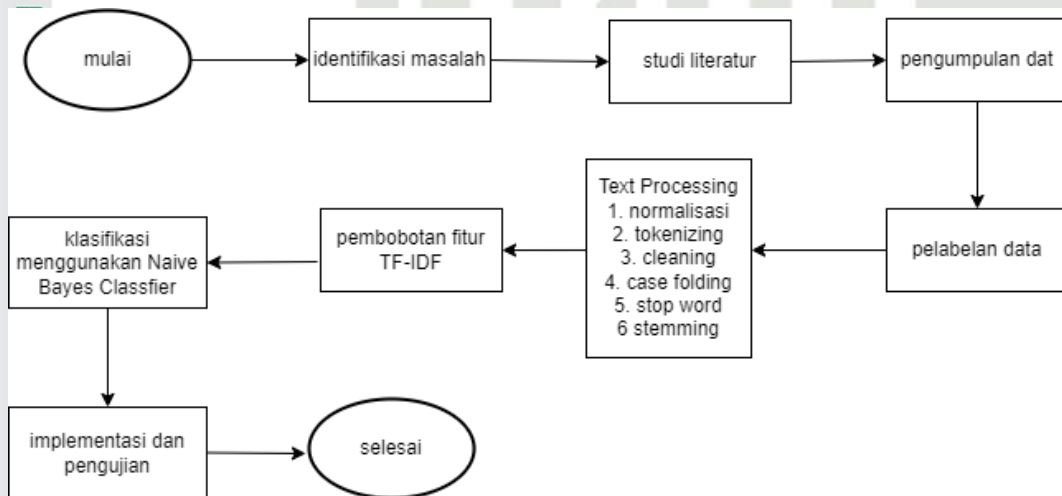 mulai
identifikasi masalah
studi literatur
pengumpulan dat
pelabelan data
Text Processing
1. normalisasi
2. tokenizing
3. cleaning
4. case folding
5. stop word
6 stemming
pembobotan fitur
TF-IDF
klasifikasi
menggunakan Naive
Bayes Classfier
implementasi dan
pengujian
selesai